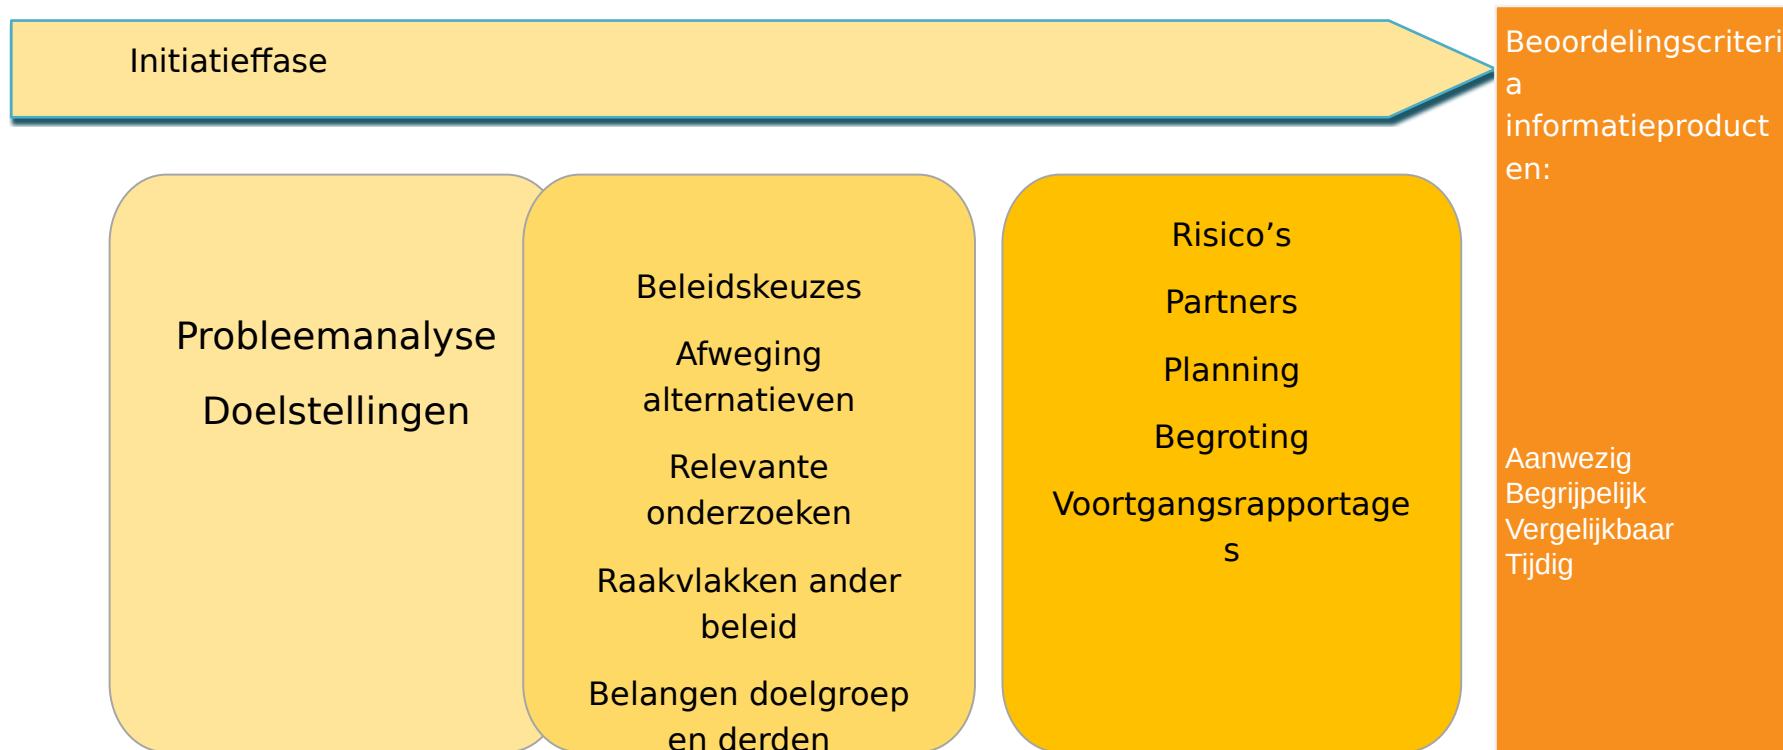 Initiatieffase
Probleemanalyse
Doelstellingen
Beleidskeuzes
Afweging
alternatieven
Relevante
onderzoeken
Raakvlakken ander
beleid
Belangen doelgroep
en derden
Risico’s
Partners
Planning
Begroting
Voortgangsrapportage
s
Beoordelingscriteri
a
informatieproduct
en:
Aanwezig
Begrijpelijk
Vergelijkbaar
Tijdig